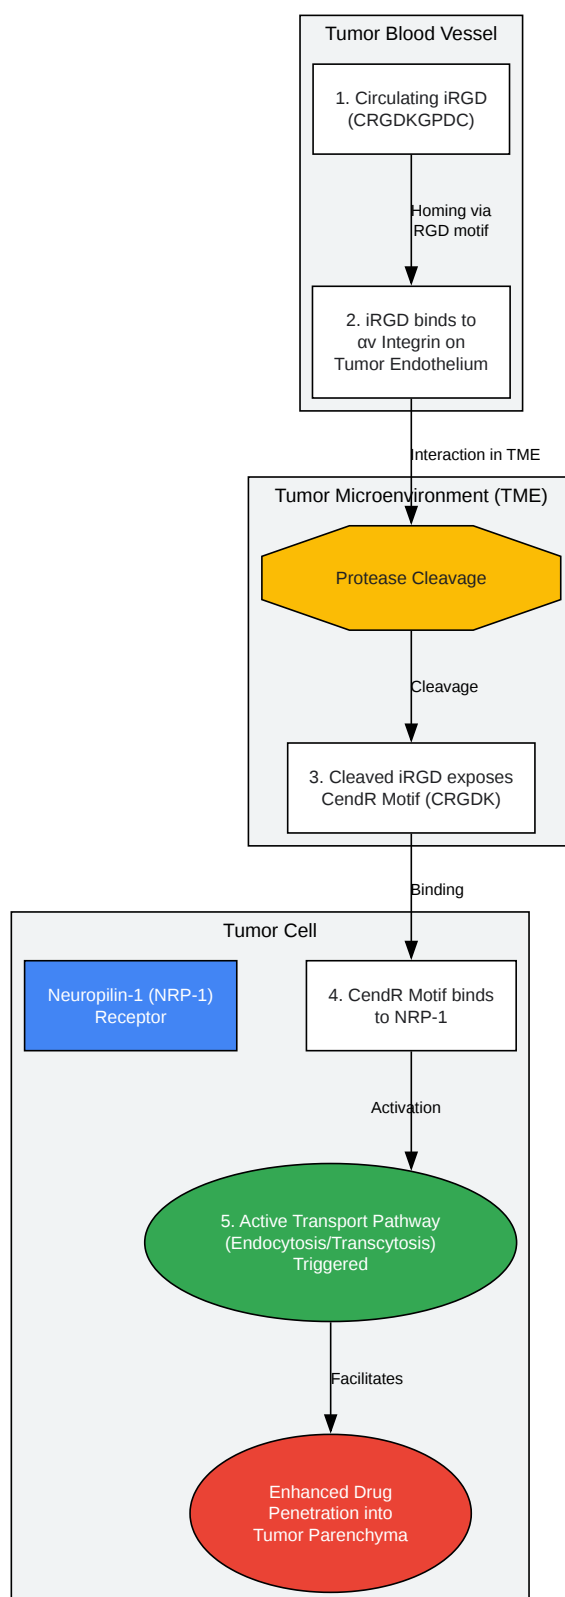 Tumor Blood Vessel
1. Circulating iRGD
(CRGDKGPDC)
Homing via
RGD motif
2. iRGD binds to
αv Integrin on
Tumor Endothelium
Interaction in TME
Tumor Microenvironment (TME)
Protease Cleavage
Cleavage
3. Cleaved iRGD exposes
CendR Motif (CRGDK)
Binding
Tumor Cell
Neuropilin-1 (NRP-1)
Receptor
4. CendR Motif binds
to NRP-1
Activation
5. Active Transport Pathway
(Endocytosis/Transcytosis)
Triggered
Facilitates
Enhanced Drug
Penetration into
Tumor Parenchyma